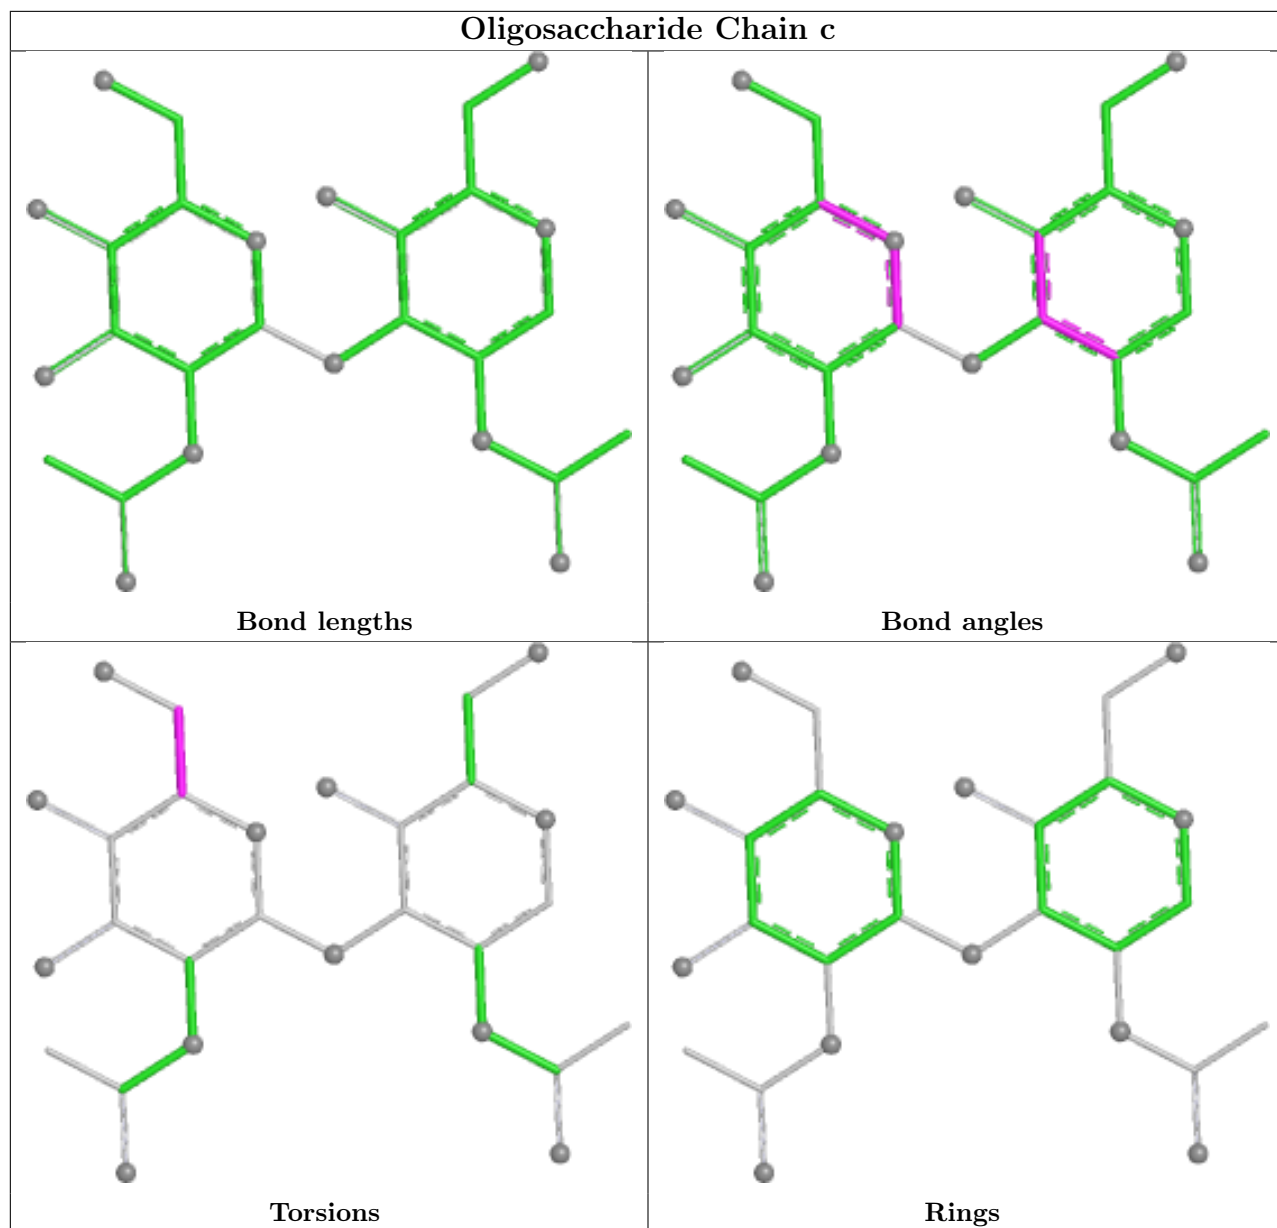 Oligosaccharide Chain c
Bond lengths
Bond angles
Torsions
Rings